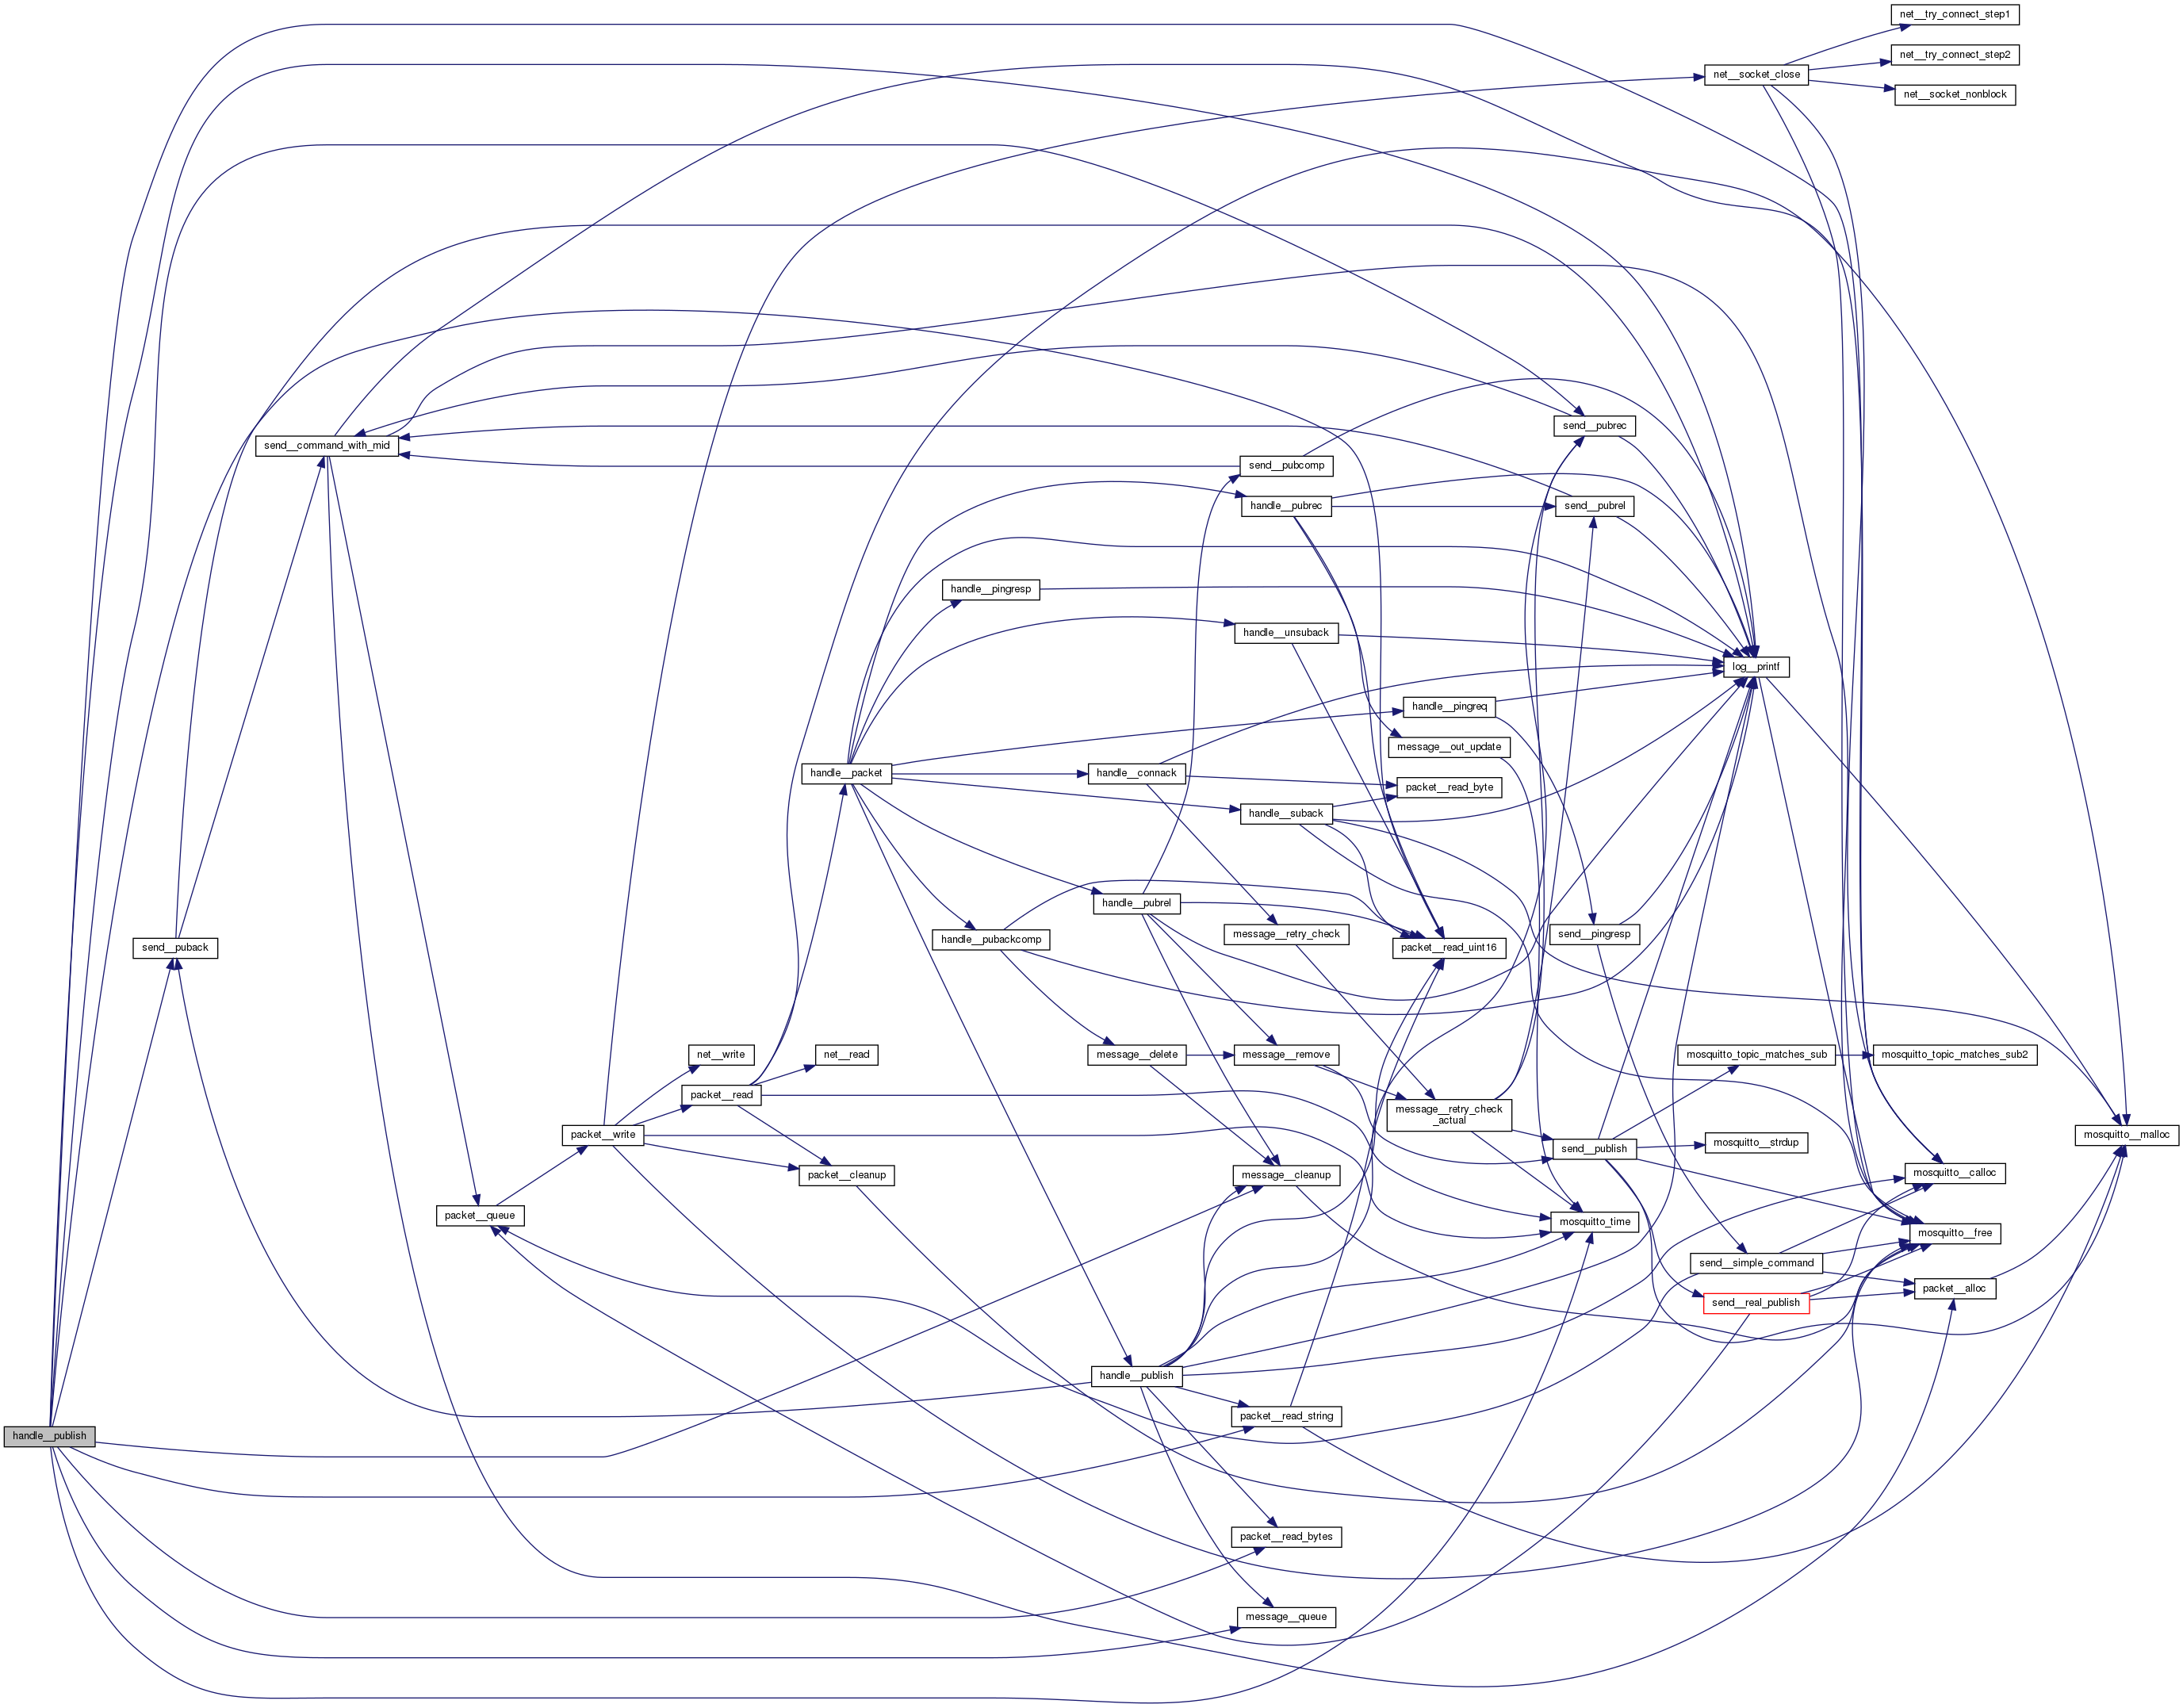 net__try_connect_step1
net__try_connect_step2
net__socket_close
net__socket_nonblock
send__pubrec
send__command_with_mid
send__pubcomp
handle__pubrec
send__pubrel
handle__pingresp
handle__unsuback
log__printf
handle__pingreq
message__out_update
handle__packet
handle__connack
packet__read_byte
handle__suback
handle__pubrel
send__puback
handle__pubackcomp
message__retry_check
packet__read_uint16
send__pingresp
net__write
net__read
message__delete
message__remove
mosquitto_topic_matches_sub
mosquitto_topic_matches_sub2
packet__read
message__retry_check
_actual
packet__write
send__publish
mosquitto__strdup
mosquitto__malloc
packet__cleanup
message__cleanup
mosquitto__calloc
packet__queue
mosquitto_time
mosquitto__free
send__simple_command
packet__alloc
send__real_publish
handle__publish
packet__read_string
handle__publish
packet__read_bytes
message__queue